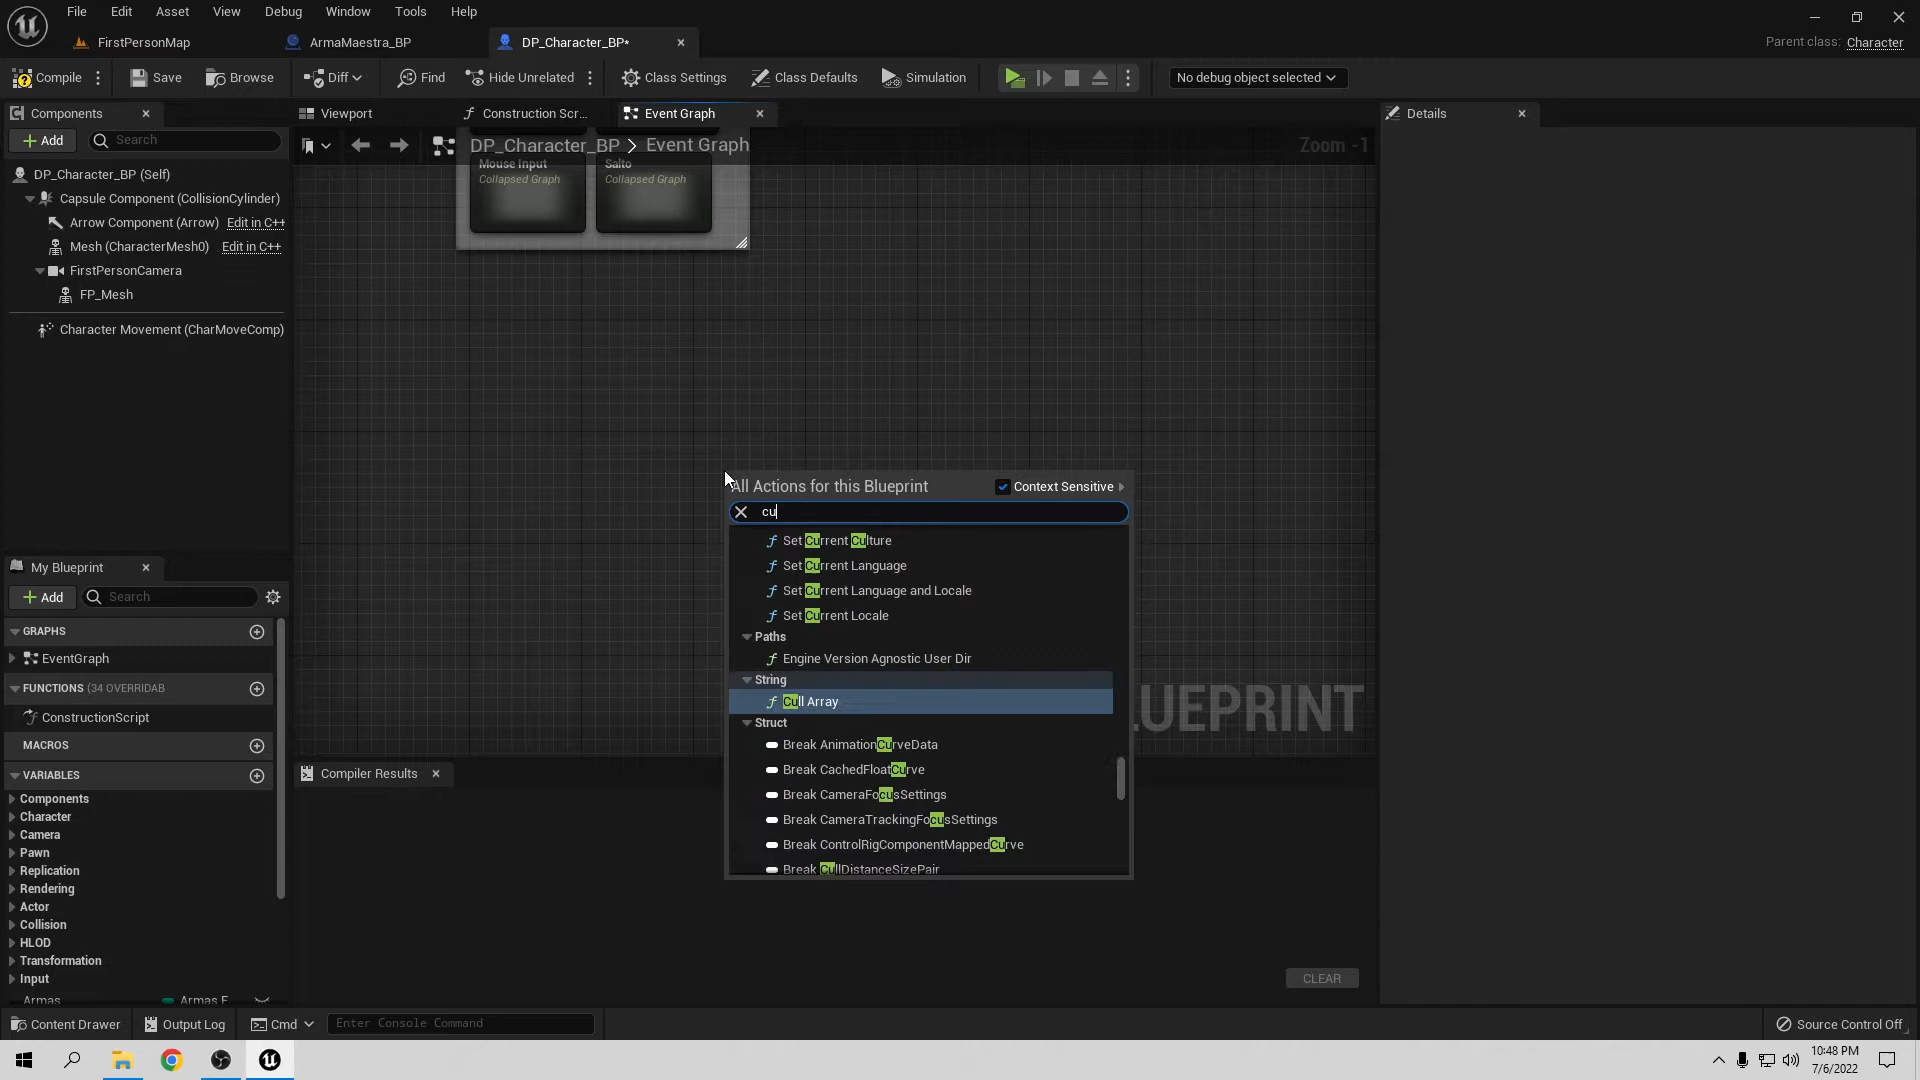 File Edit Asset View Debug Window Tools Help
FirstPersonMap ArmaMaestra_BP DP_Character_BP*
Parent class: Character
Compile Save Browse Diff Find Hide Unrelated Class Settings Class Defaults Simulation No debug object selected
Components
Add Search
DP_Character_BP (Self)
Capsule Component (CollisionCylinder)
Arrow Component (Arrow) Edit in C++
Mesh (CharacterMesh0) Edit in C++
FirstPersonCamera
FP_Mesh
Character Movement (CharMoveComp)
Viewport Construction Scr... Event Graph
DP_Character_BP > Event Graph
Zoom -1
Mouse Input
Collapsed Graph
Salto
Collapsed Graph
All Actions for this Blueprint Context Sensitive
cu
Set Current Culture
Set Current Language
Set Current Language and Locale
Set Current Locale
Paths
Engine Version Agnostic User Dir
String
Cull Array
Struct
Break AnimationCurveData
Break CachedFloatCurve
Break CameraFocusSettings
Break CameraTrackingFocusSettings
Break ControlRigComponentMappedCurve
Break CullDistanceSizePair
LUEPRINT
Details
My Blueprint
Add Search
GRAPHS
EventGraph
FUNCTIONS (34 OVERRIDAB
ConstructionScript
MACROS
VARIABLES
Components
Character
Camera
Pawn
Replication
Rendering
Actor
Collision
HLOD
Transformation
Input
Armas Armas E
Compiler Results
CLEAR
Content Drawer Output Log Cmd Enter Console Command Source Control Off
10:48 PM
7/6/2022